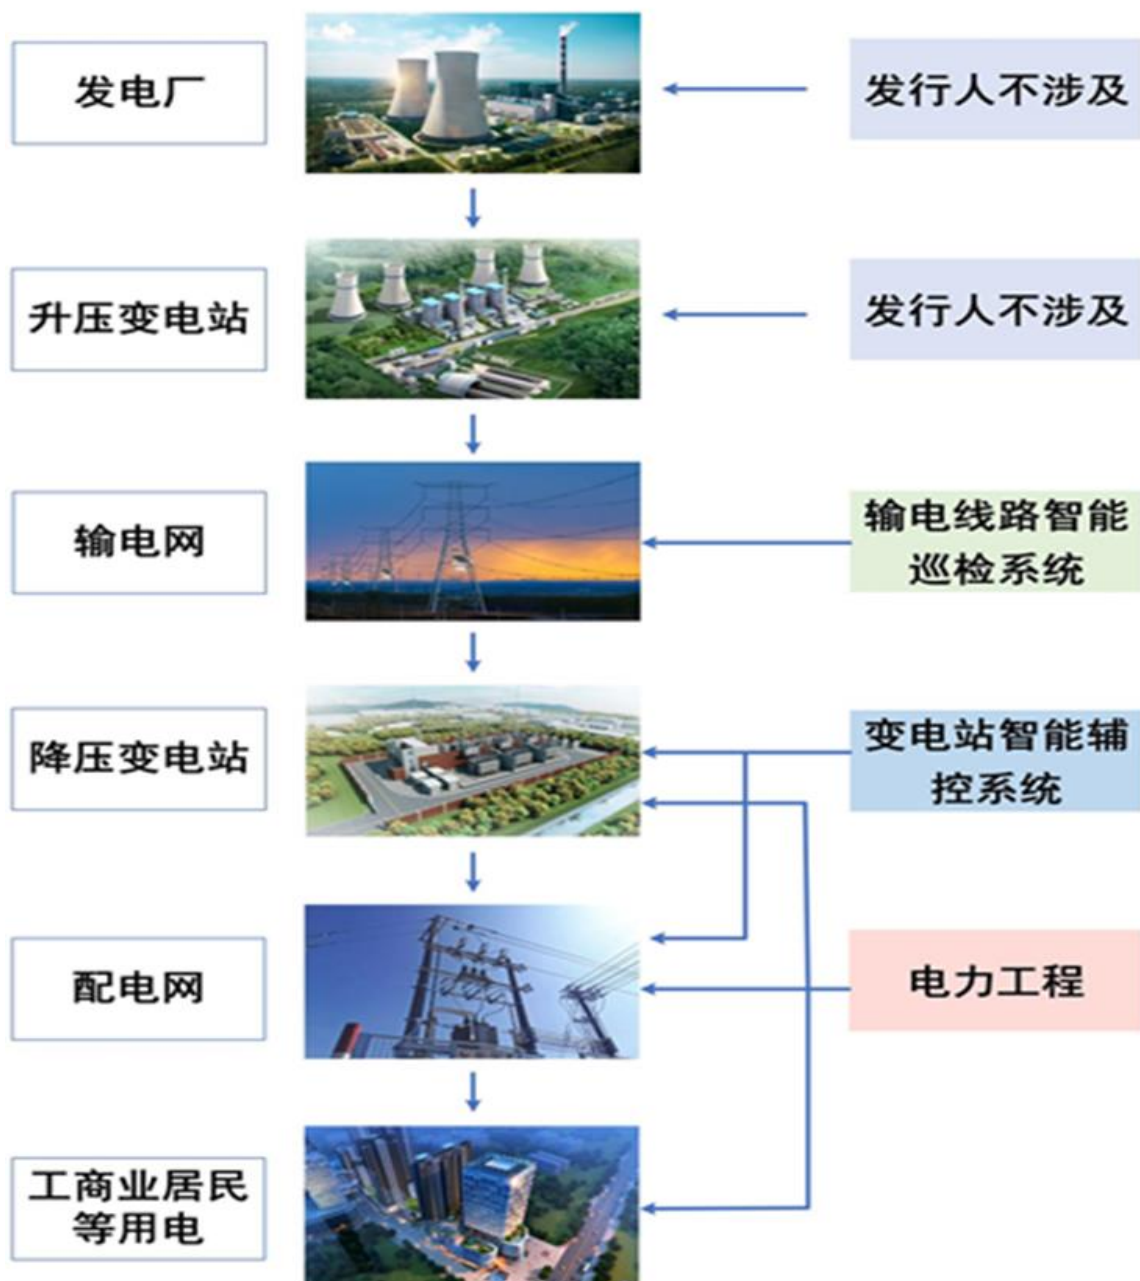 发电厂
发行人不涉及
升压变电站
发行人不涉及
输电网
输电线路智能
巡检系统
降压变电站
变电站智能辅
控系统
配电网
电力工程
工商业居民
等用电